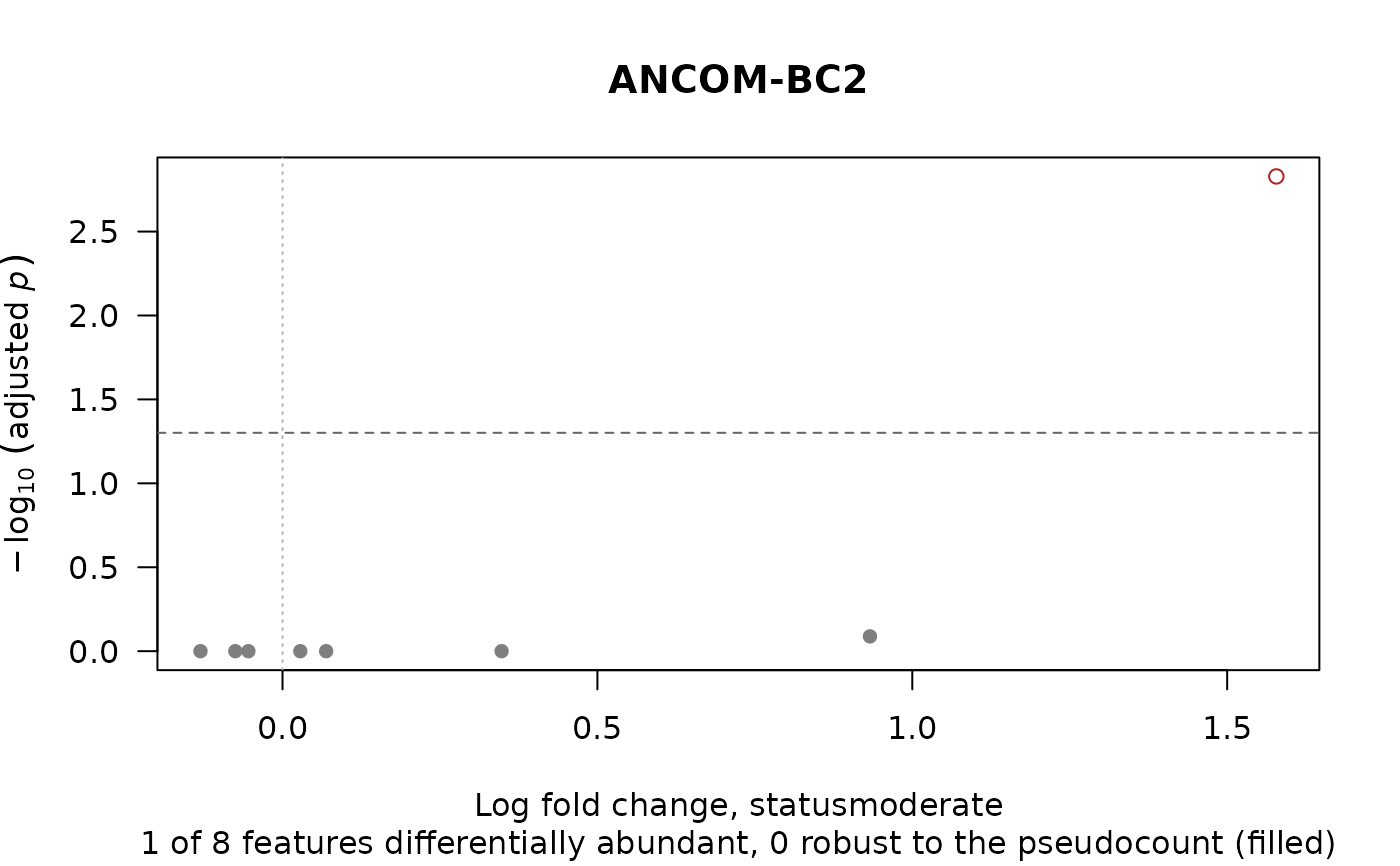 ANCOM-BC2
− log10 (adjusted p)
2.5
2.0
1.5
1.0
0.5
0.0
0.0 0.5 1.0 1.5
Log fold change, statusmoderate
1 of 8 features differentially abundant, 0 robust to the pseudocount (filled)